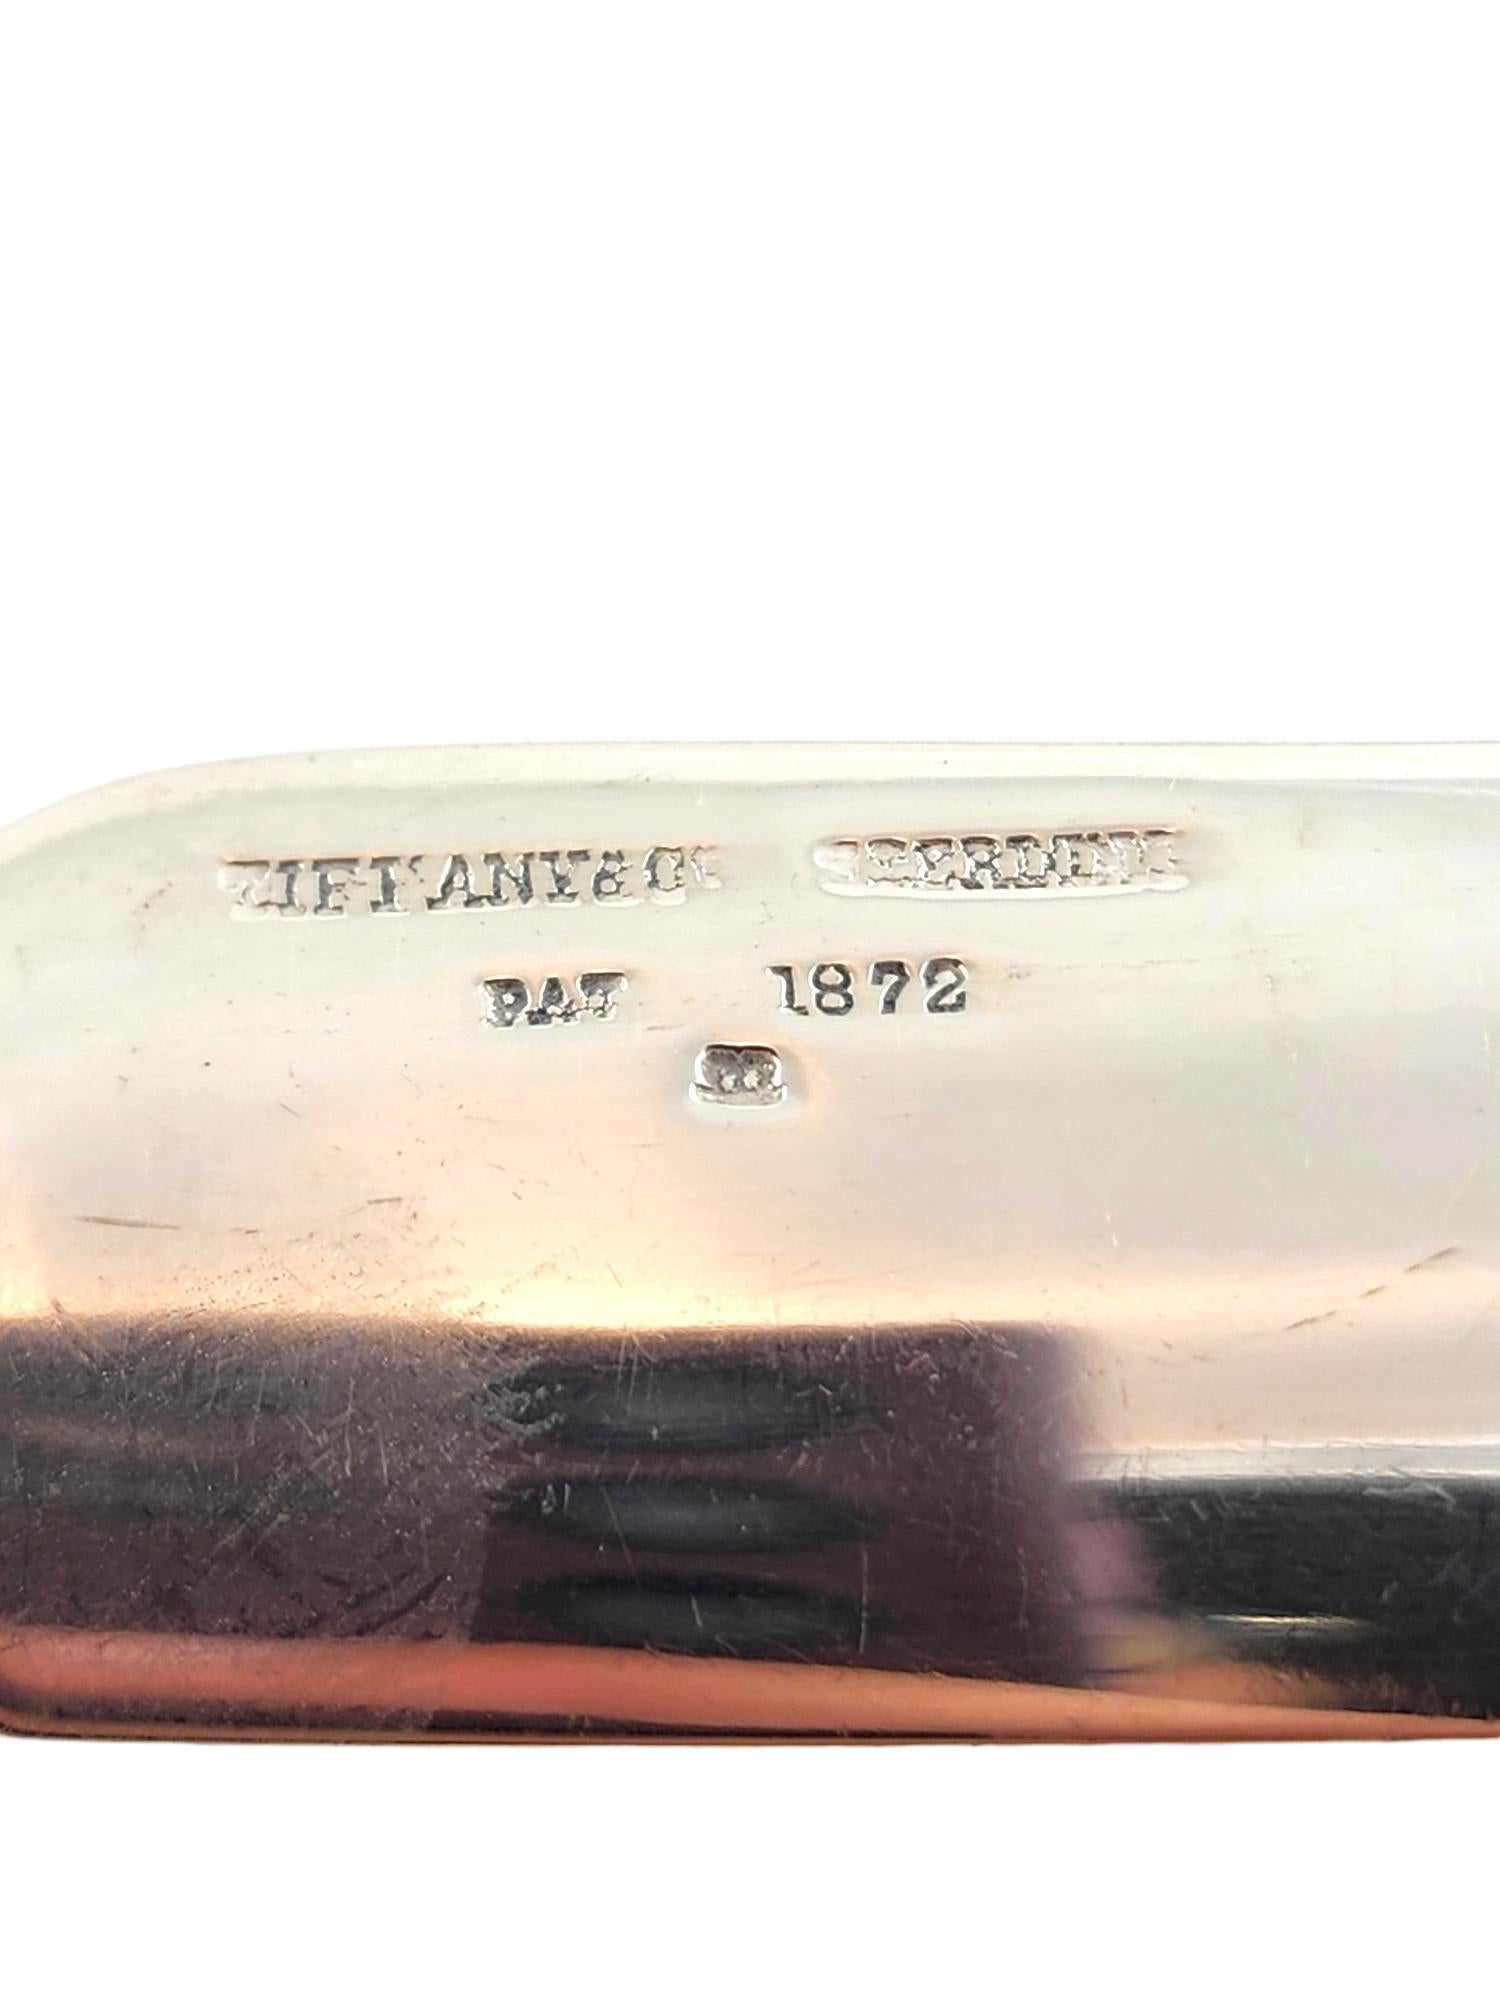 TIFFANY & CO STERLING
PAT 1872